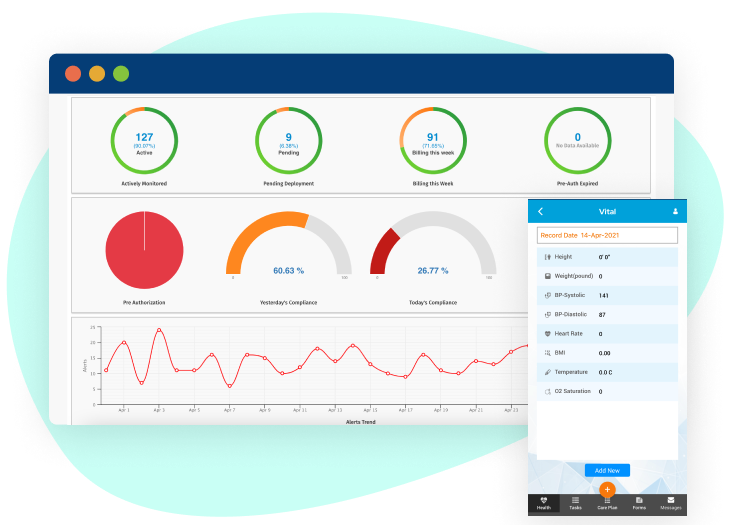 127
(90.07%)
Active
Actively Monitored
9
(6.38%)
Pending
Pending Deployment
91
(71.65%)
Billing this week
Billing this Week
0
No Data Available
Pre-Auth Expired
Pre Authorization
60.63 %
0
100
Yesterday's Compliance
26.77 %
0
100
Today's Compliance
Alerts
25
20
15
10
5
0
Apr 1
Apr 3
Apr 5
Apr 7
Apr 9
Apr 11
Apr 13
Apr 15
Apr 17
Apr 19
Apr 21
Apr 23
Alerts Trend
Vital
Record Date 14-Apr-2021
Height 0' 0"
Weight(pound) 0
BP-Systolic 141
BP-Diastolic 87
Heart Rate 0
BMI 0.00
Temperature 0.0 C
O2 Saturation 0
Add New
Health Tasks Care Plan Forms Messages